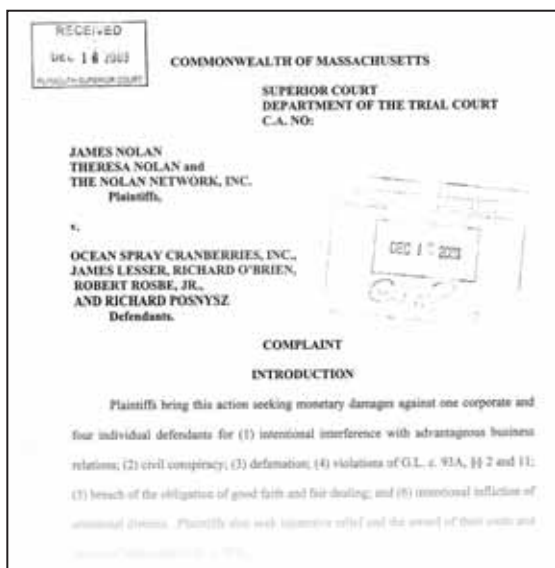 RECEIVED
DEC 16 2003
PLYMOUTH SUPERIOR COURT
COMMONWEALTH OF MASSACHUSETTS
SUPERIOR COURT
DEPARTMENT OF THE TRIAL COURT
C.A. NO:
JAMES NOLAN
THERESA NOLAN and
THE NOLAN NETWORK, INC.
Plaintiffs,
v.
OCEAN SPRAY CRANBERRIES, INC.,
JAMES LESSER, RICHARD O'BRIEN,
ROBERT ROSBE, JR.,
AND RICHARD POSNYSZ
Defendants.
DEC 1 2003
COMPLAINT
INTRODUCTION
Plaintiffs bring this action seeking monetary damages against one corporate and
four individual defendants for (1) intentional interference with advantageous business
relations; (2) civil conspiracy; (3) defamation; (4) violations of G.L. c. 93A, §§ 2 and 11;
(5) breach of the obligation of good faith and fair dealing; and (6) intentional infliction of
emotional distress. Plaintiffs also seek injunctive relief and the award of their costs and